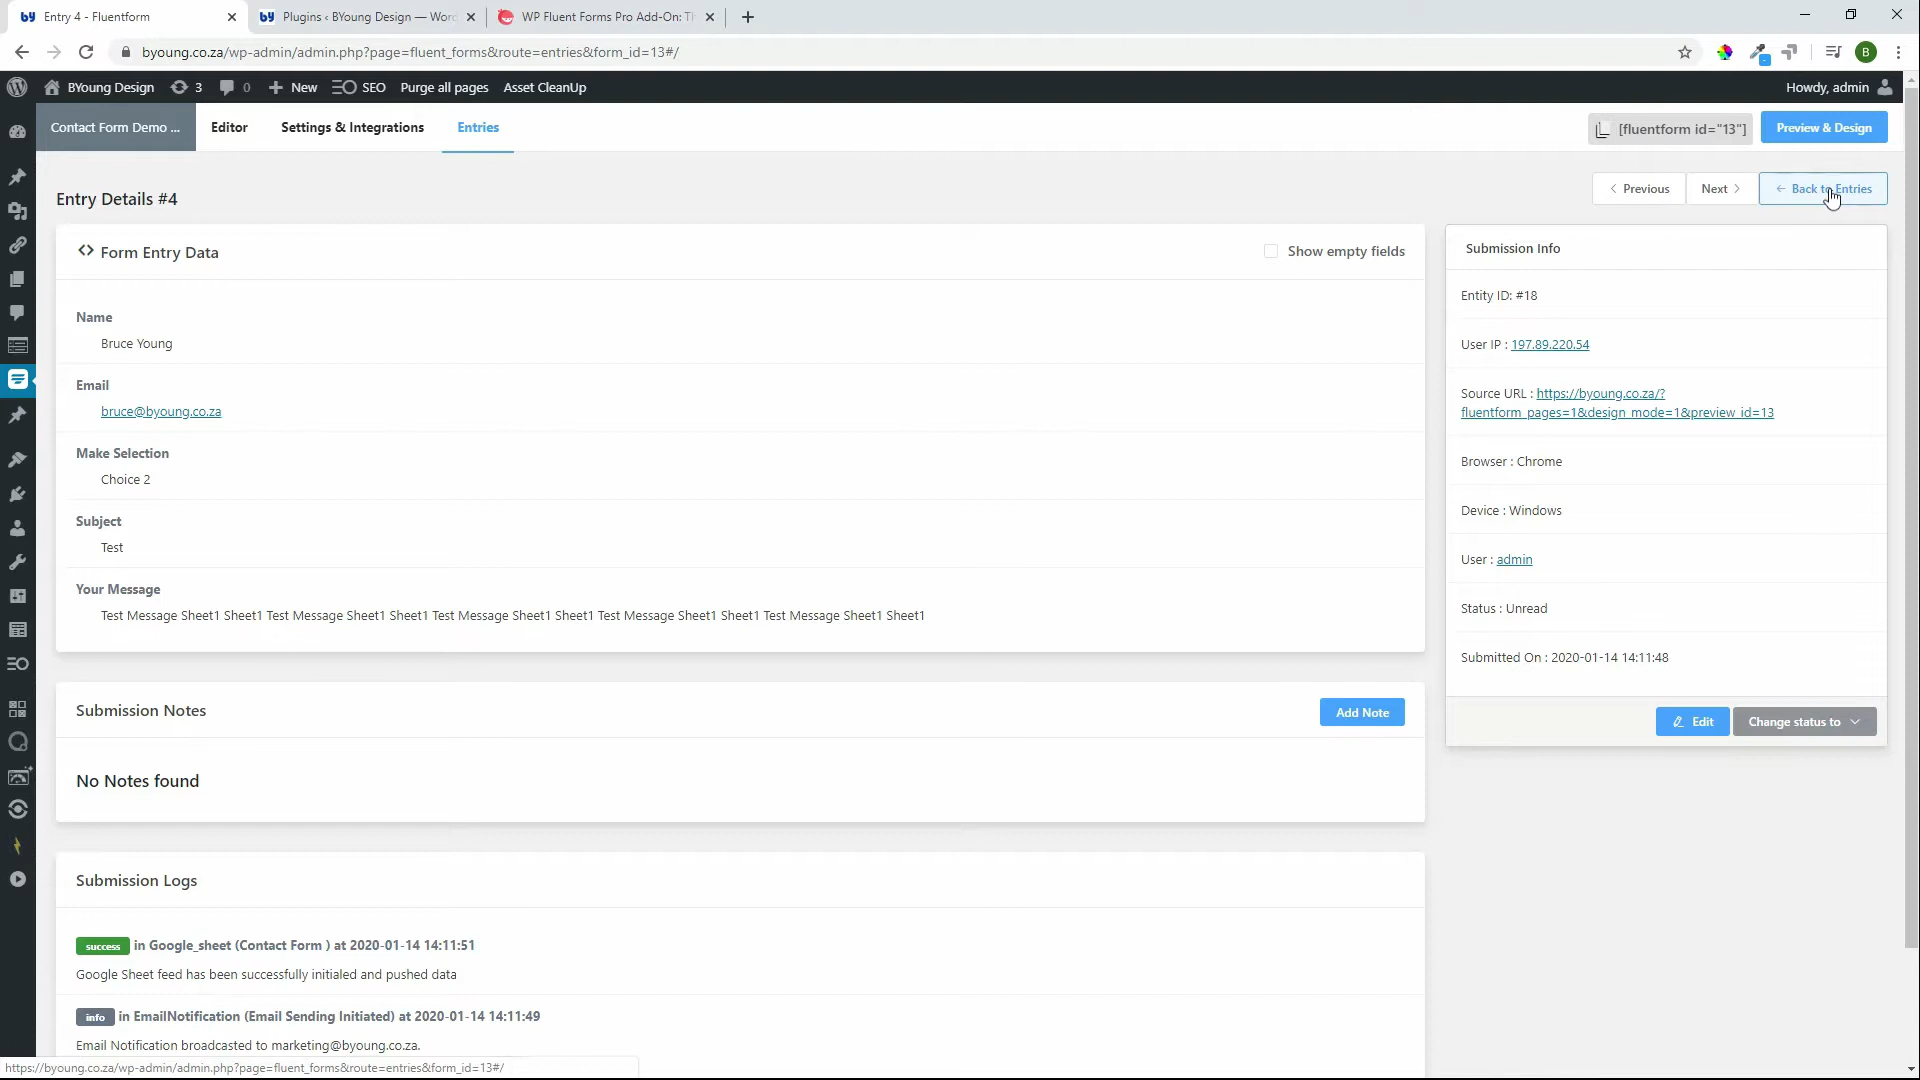 by Entry 4 - Fluentform
by Plugins ‹ BYoung Design — Word
WP Fluent Forms Pro Add-On: Th
byoung.co.za/wp-admin/admin.php?page=fluent_forms&route=entries&form_id=13#/
B
BYoung Design 3 0 New SEO Purge all pages Asset CleanUp Howdy, admin
Contact Form Demo ... Editor Settings & Integrations Entries [fluentform id="13"] Preview & Design
Entry Details #4
Previous Next Back to Entries
Form Entry Data
Show empty fields
Name
Bruce Young
Email
bruce@byoung.co.za
Make Selection
Choice 2
Subject
Test
Your Message
Test Message Sheet1 Sheet1 Test Message Sheet1 Sheet1 Test Message Sheet1 Sheet1 Test Message Sheet1 Sheet1 Test Message Sheet1 Sheet1
Submission Info
Entity ID: #18
User IP : 197.89.220.54
Source URL : https://byoung.co.za/?
fluentform_pages=1&design_mode=1&preview_id=13
Browser : Chrome
Device : Windows
User : admin
Status : Unread
Submitted On : 2020-01-14 14:11:48
Edit Change status to
Submission Notes
Add Note
No Notes found
Submission Logs
success in Google_sheet (Contact Form ) at 2020-01-14 14:11:51
Google Sheet feed has been successfully initialed and pushed data
info in EmailNotification (Email Sending Initiated) at 2020-01-14 14:11:49
Email Notification broadcasted to marketing@byoung.co.za.
https://byoung.co.za/wp-admin/admin.php?page=fluent_forms&route=entries&form_id=13#/